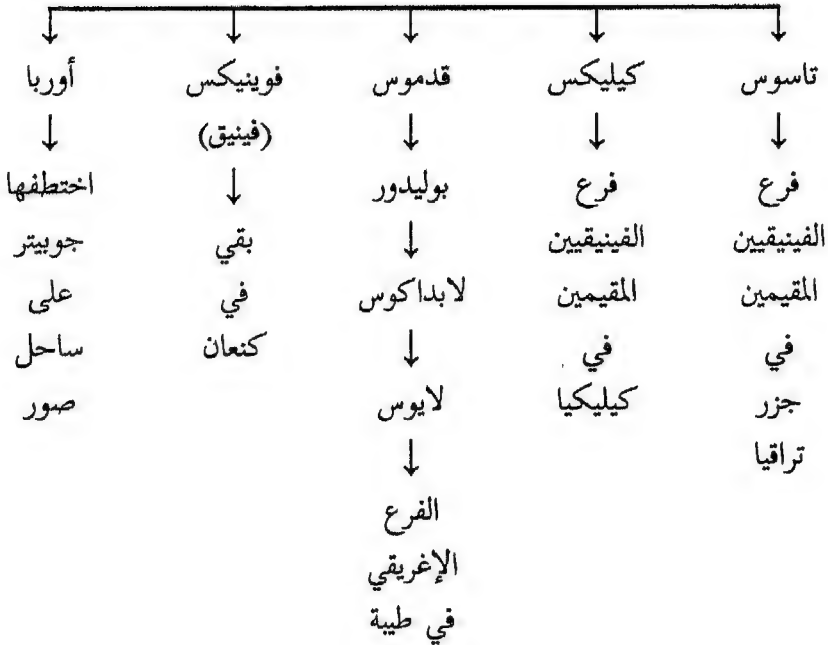 تاسوس
فرع
الفينيقيين
المقيمين
في
جزر
تراقيا
كيليكس
فرع
الفينيقيين
المقيمين
في
كيليكيا
قدموس
بوليدور
لابداكوس
لايوس
الفرع
الإغريقي
في طيبة
فوينيكس
(فينيق)
بقي
في
كنعان
أوربا
اختطفها
جوبيتر
على
ساحل
صور